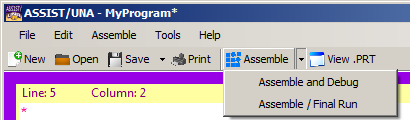 ASSIST/UNA - MyProgram*
File Edit Assemble Tools Help
New Open Save Print Assemble View .PRT
Assemble and Debug
Assemble / Final Run
Line: 5 Column: 2
*